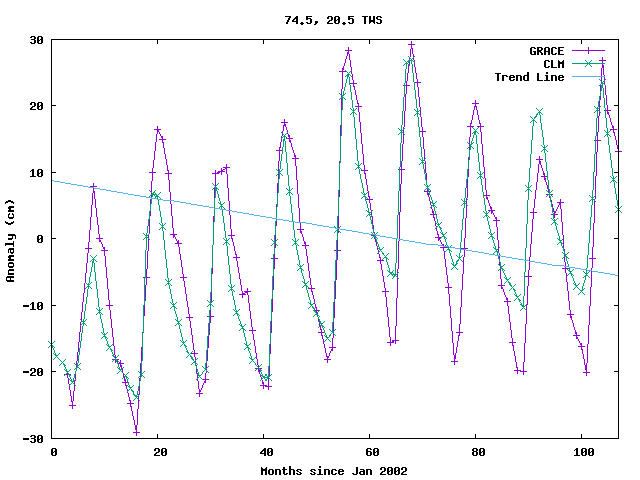 74.5, 20.5 TWS
30
20
10
0
-10
-20
-30
0 20 40 60 80 100
Anomaly (cm)
Months since Jan 2002
GRACE
CLM
Trend Line